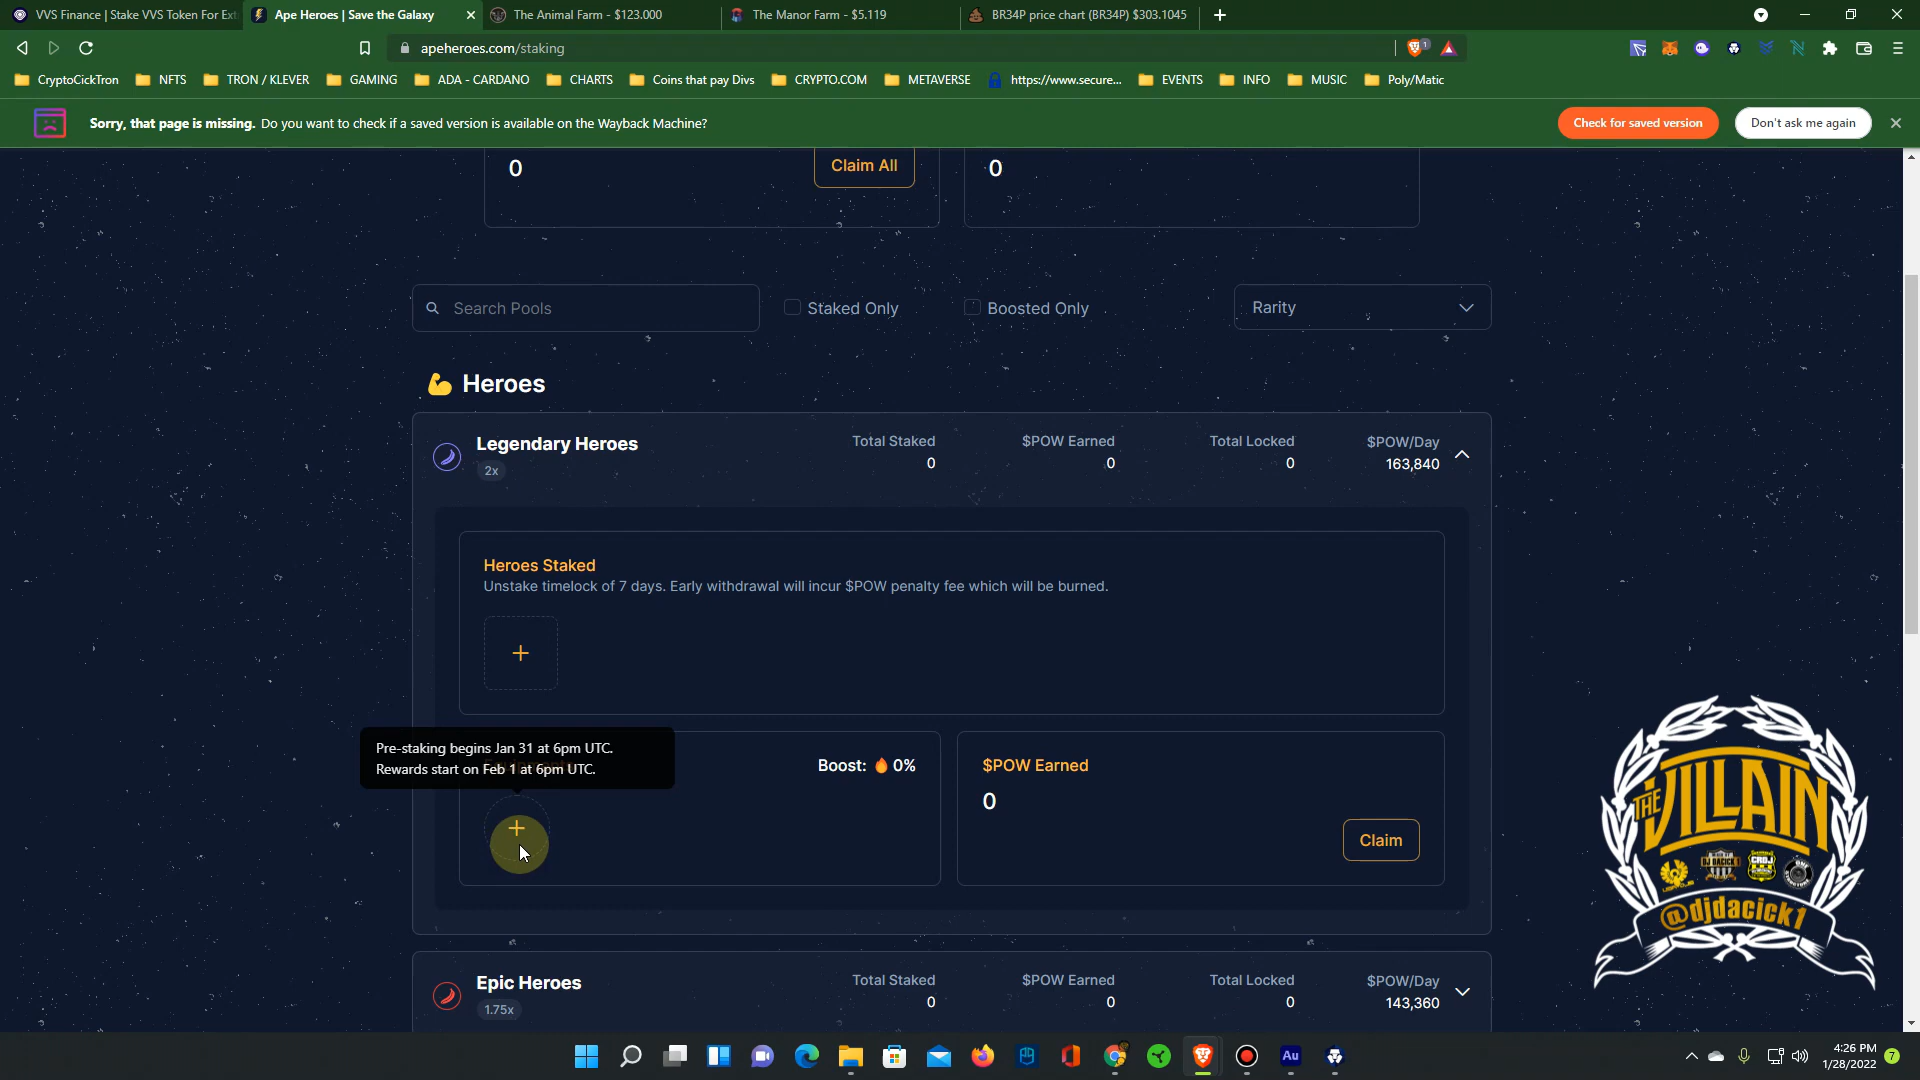 VVS Finance | Stake VVS Token For Ext
Ape Heroes | Save the Galaxy
The Animal Farm - $123.000
The Manor Farm - $5.119
BR34P price chart (BR34P) $303.1045
apeheroes.com/staking
1
CryptoCickTron
NFTS
TRON / KLEVER
GAMING
ADA - CARDANO
CHARTS
Coins that pay Divs
CRYPTO.COM
METAVERSE
https://www.secure...
EVENTS
INFO
MUSIC
Poly/Matic
Sorry, that page is missing. Do you want to check if a saved version is available on the Wayback Machine?
Check for saved version
Don't ask me again
0
Claim All
0
Search Pools
Staked Only
Boosted Only
Rarity
Heroes
Legendary Heroes
2x
Total Staked
0
$POW Earned
0
Total Locked
0
$POW/Day
163,840
Heroes Staked
Unstake timelock of 7 days. Early withdrawal will incur $POW penalty fee which will be burned.
+
Pre-staking begins Jan 31 at 6pm UTC.
Rewards start on Feb 1 at 6pm UTC.
Boost: 0%
+
$POW Earned
0
Claim
Epic Heroes
1.75x
Total Staked
0
$POW Earned
0
Total Locked
0
$POW/Day
143,360
THE VILLAIN
CRDJ
@djdacick1
Au
4:26 PM
1/28/2022
7